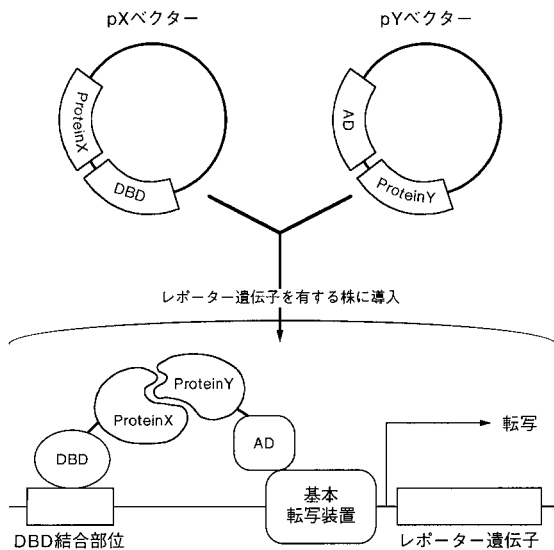 pXベクター
pYベクター
ProteinX
DBD
AD
ProteinY
レポーター遺伝子を有する株に導入
ProteinY
ProteinX
DBD
AD
転写
基本
転写装置
DBD結合部位
レポーター遺伝子